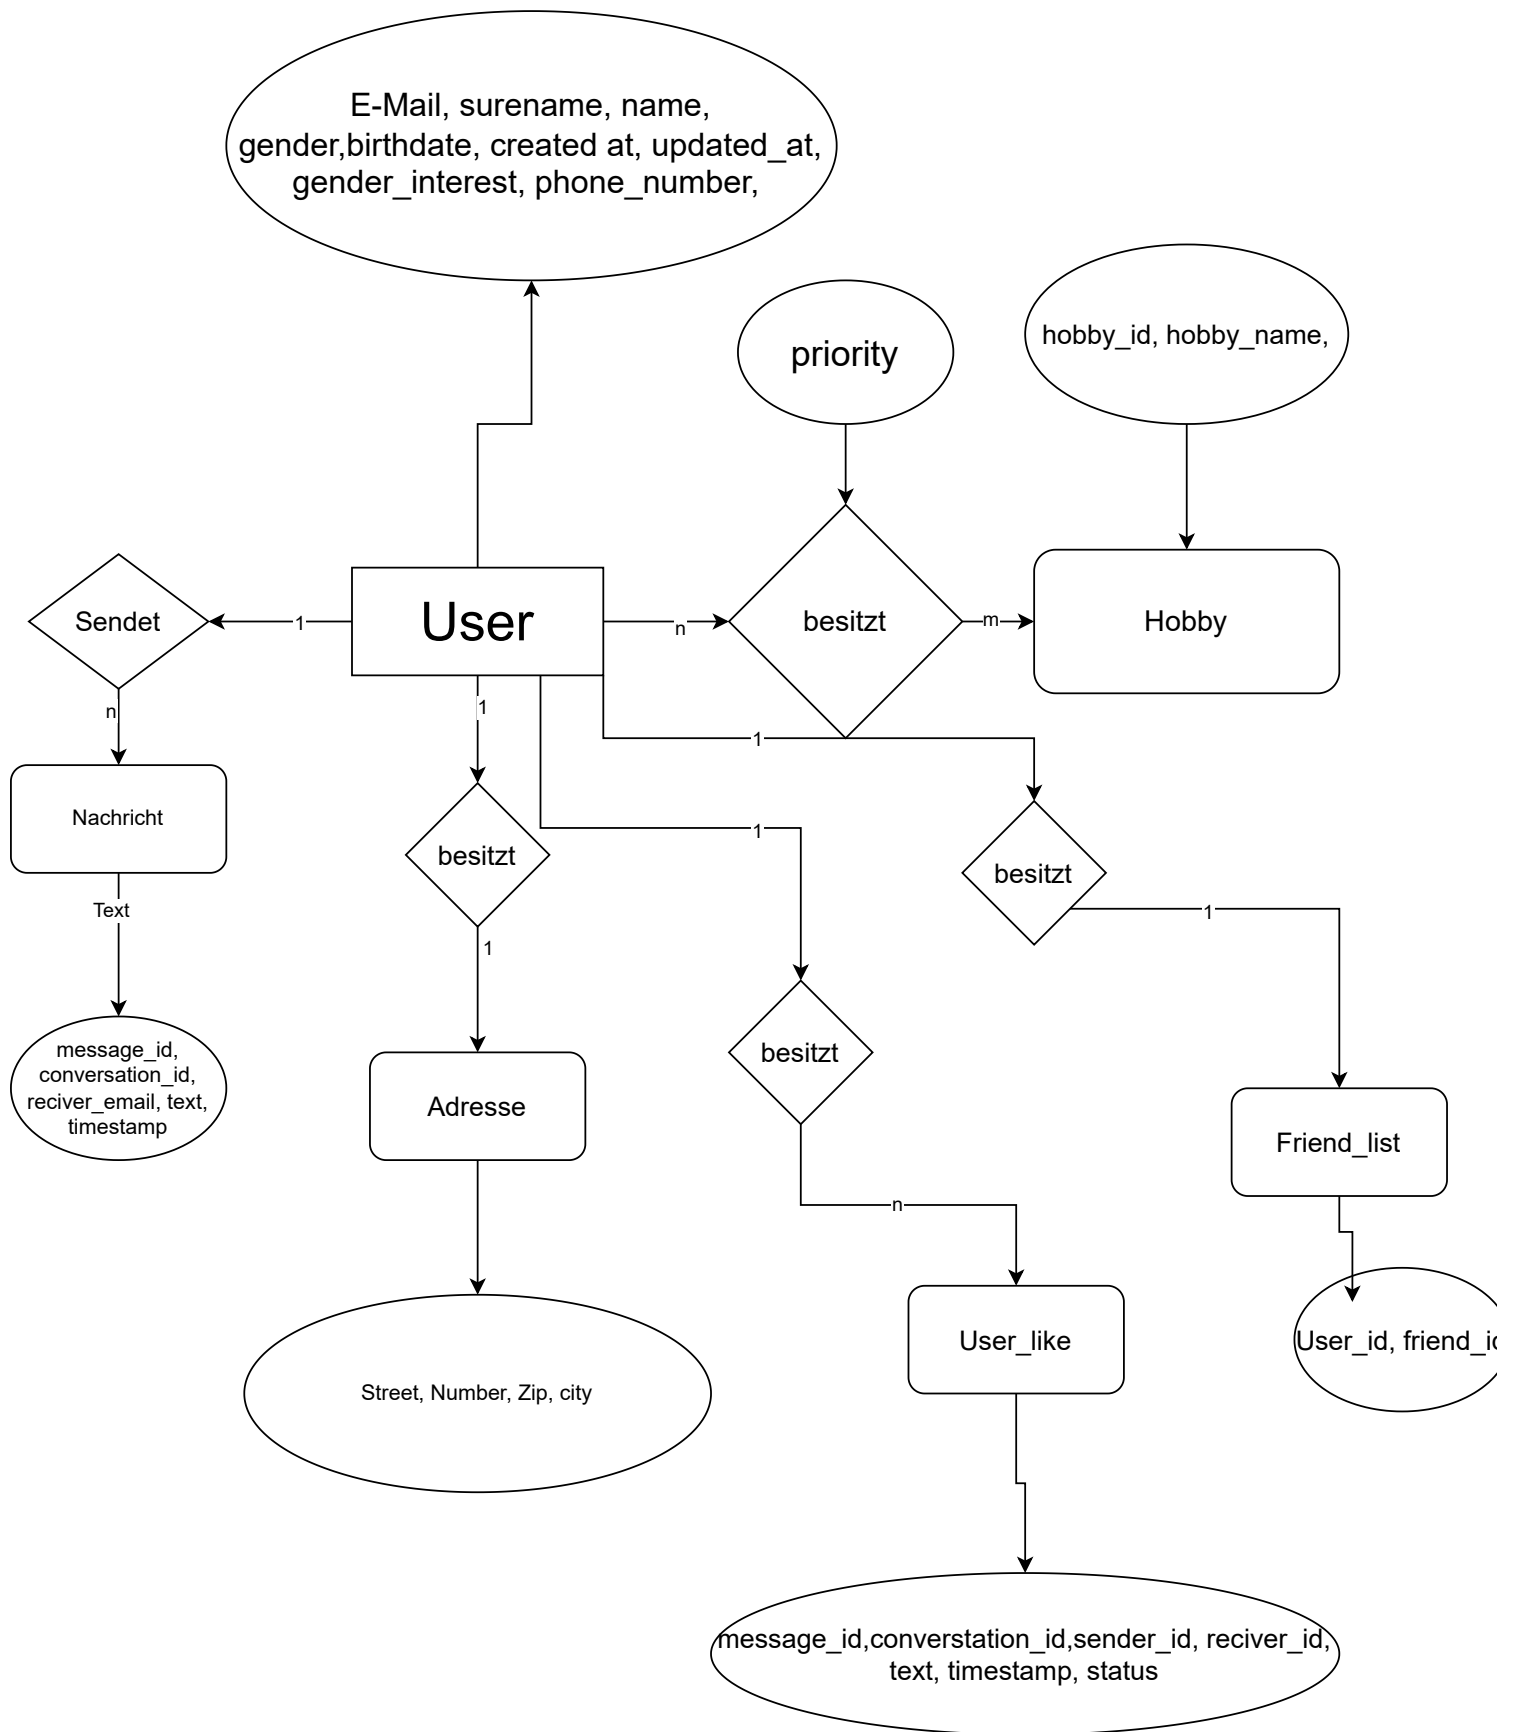 E-Mail, surename, name,
gender,birthdate, created at, updated_at,
gender_interest, phone_number,
priority
hobby_id, hobby_name,
Sendet
1
User
n
besitzt
m
Hobby
n
1
1
Nachricht
1
besitzt
besitzt
Text
1
1
message_id,
conversation_id,
reciver_email, text,
timestamp
besitzt
Adresse
Friend_list
n
User_like
User_id, friend_id
Street, Number, Zip, city
message_id,converstation_id,sender_id, reciver_id,
text, timestamp, status